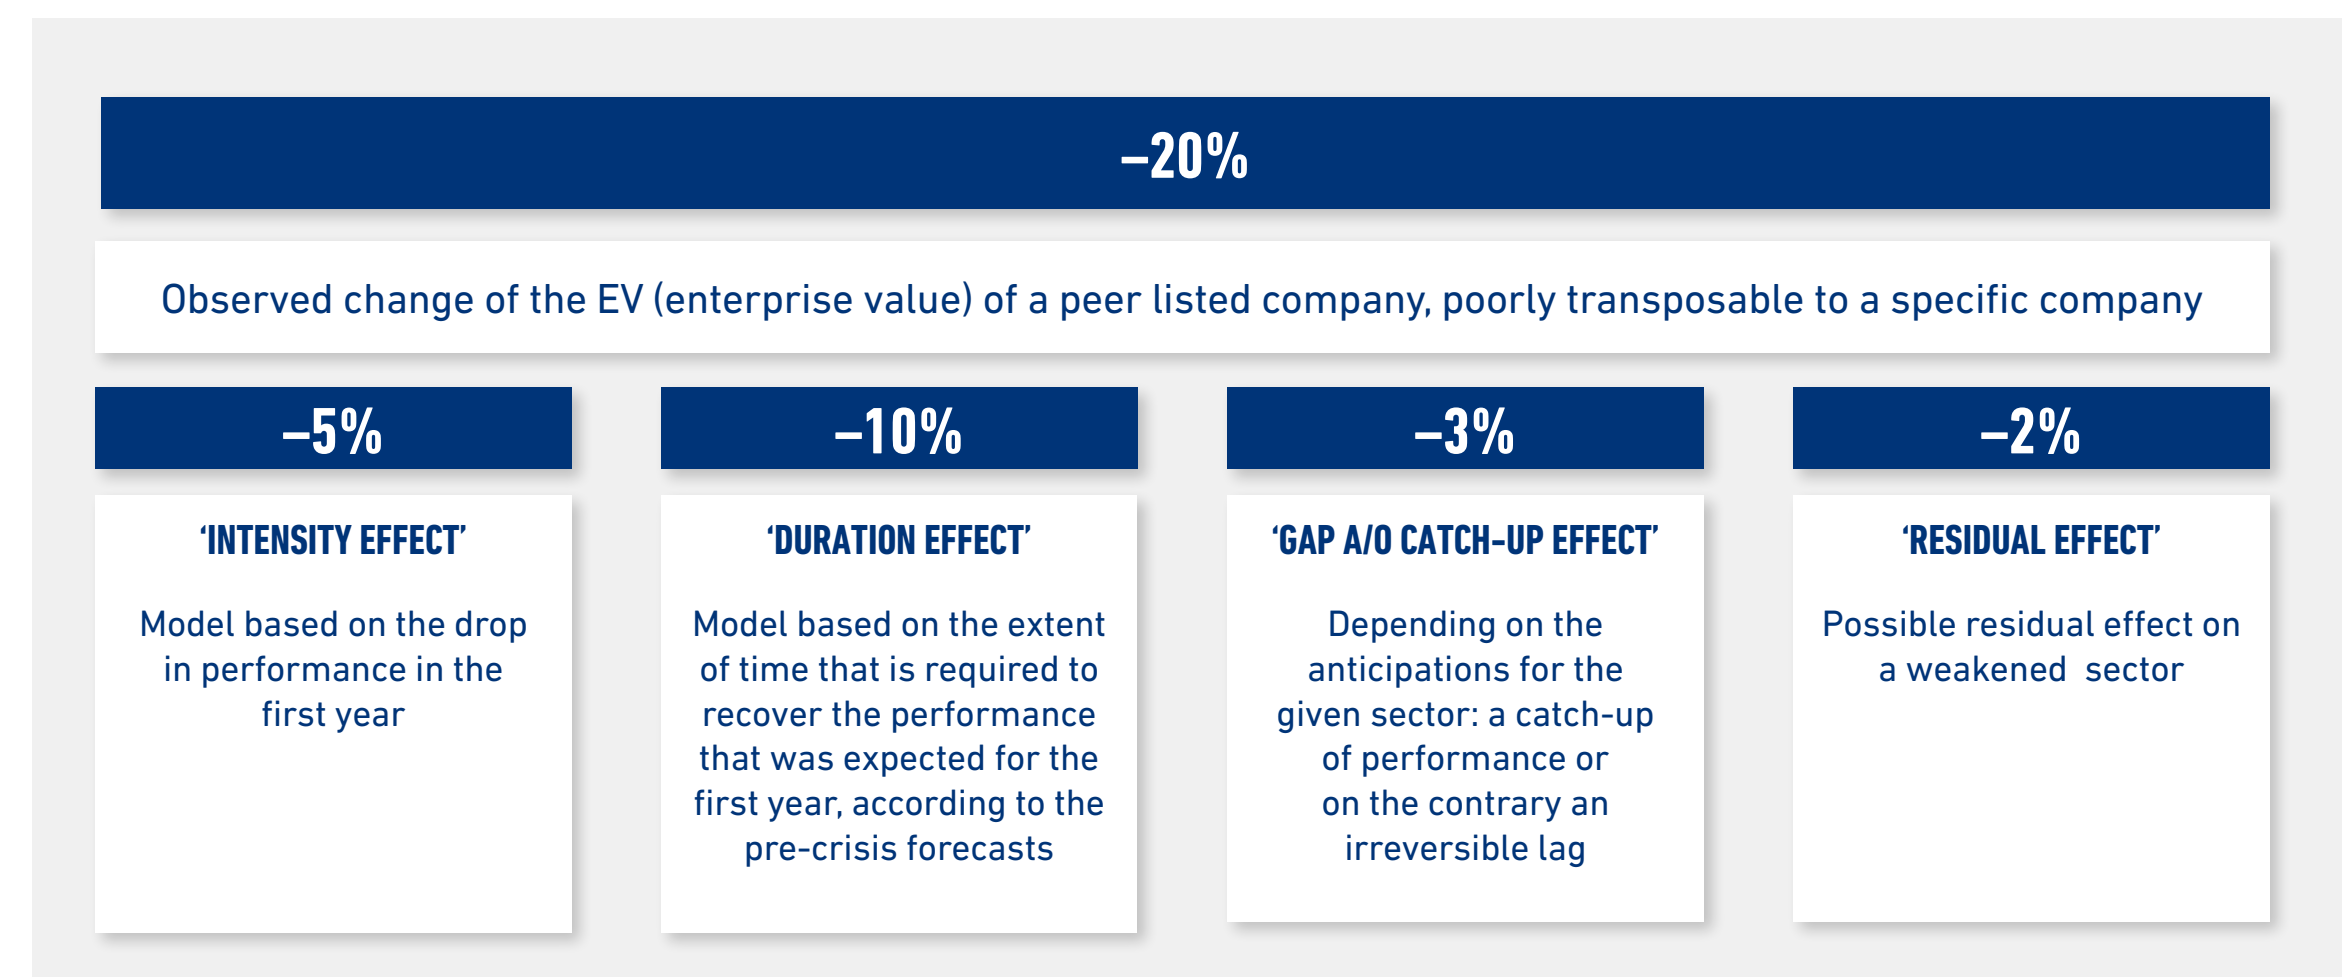 –20%
Observed change of the EV (enterprise value) of a peer listed company, poorly transposable to a specific company
–5%
‘INTENSITY EFFECT’
Model based on the drop
in performance in the
first year
–10%
‘DURATION EFFECT’
Model based on the extent
of time that is required to
recover the performance
that was expected for the
first year, according to the
pre-crisis forecasts
–3%
‘GAP A/O CATCH-UP EFFECT’
Depending on the
anticipations for the
given sector: a catch-up
of performance or
on the contrary an
irreversible lag
–2%
‘RESIDUAL EFFECT’
Possible residual effect on
a weakened  sector